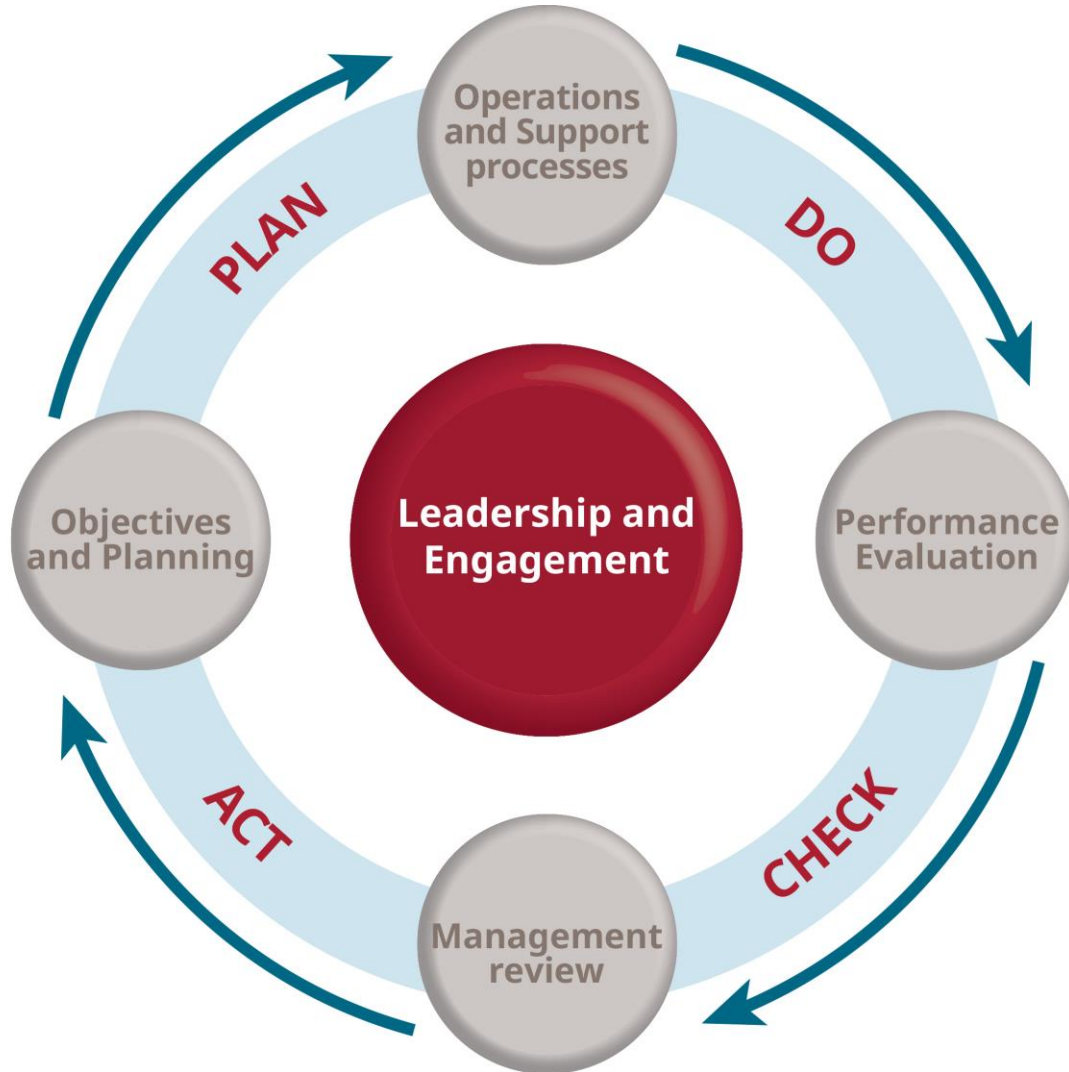 Operations
and Support
processes
PLAN
DO
Leadership and
Engagement
Objectives
and Planning
Performance
Evaluation
ACT
CHECK
Management
review